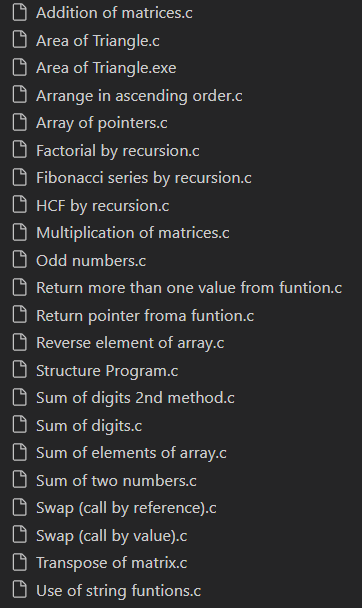 Addition of matrices.c
Area of Triangle.c
Area of Triangle.exe
Arrange in ascending order.c
Array of pointers.c
Factorial by recursion.c
Fibonacci series by recursion.c
HCF by recursion.c
Multiplication of matrices.c
Odd numbers.c
Return more than one value from funtion.c
Return pointer froma funtion.c
Reverse element of array.c
Structure Program.c
Sum of digits 2nd method.c
Sum of digits.c
Sum of elements of array.c
Sum of two numbers.c
Swap (call by reference).c
Swap (call by value).c
Transpose of matrix.c
Use of string funtions.c